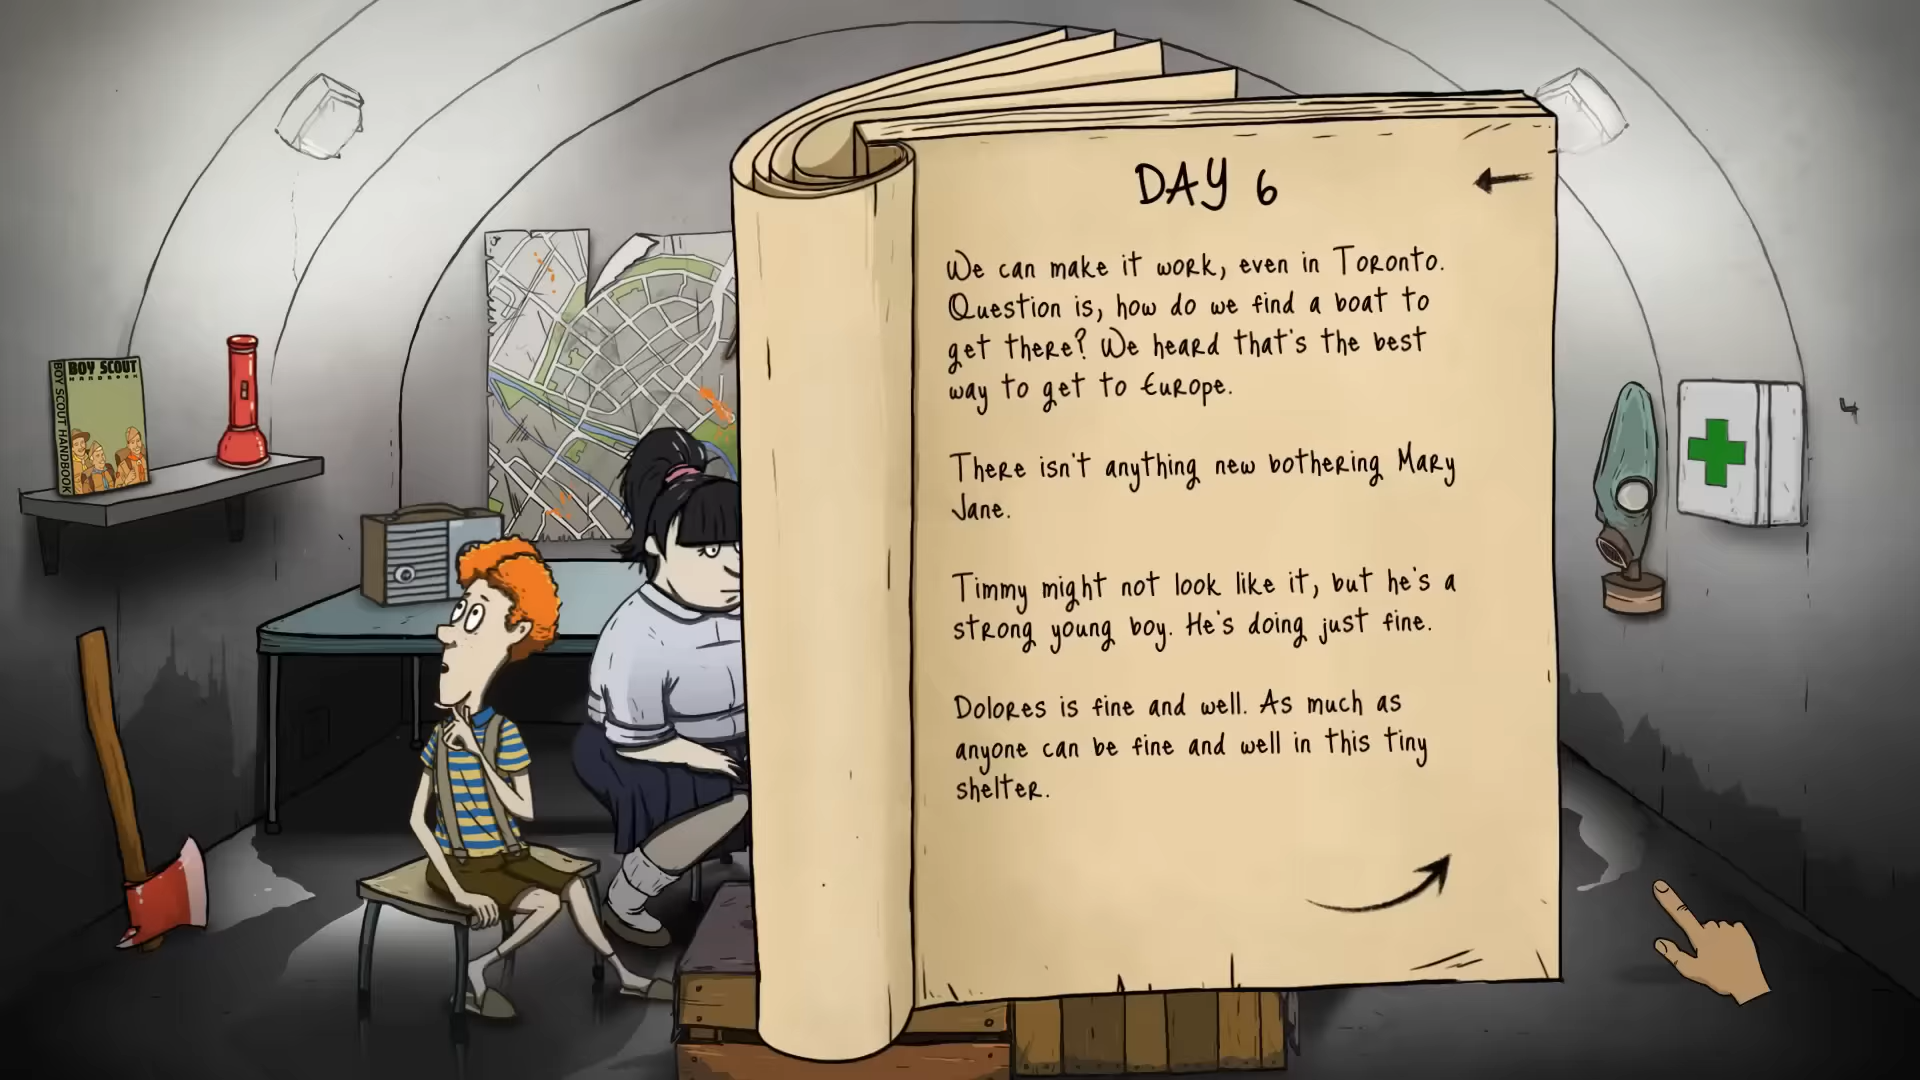 DAY 6
We can make it work, even in Toronto.
Question is, how do we find a boat to
get there? We heard that's the best
way to get to Europe.
There isn't anything new bothering Mary
Jane.
Timmy might not look like it, but he's a
strong young boy. He's doing just fine.
Dolores is fine and well. As much as
anyone can be fine and well in this tiny
shelter.
BOY SCOUT
HANDBOOK
BOY SCOUT HANDBOOK